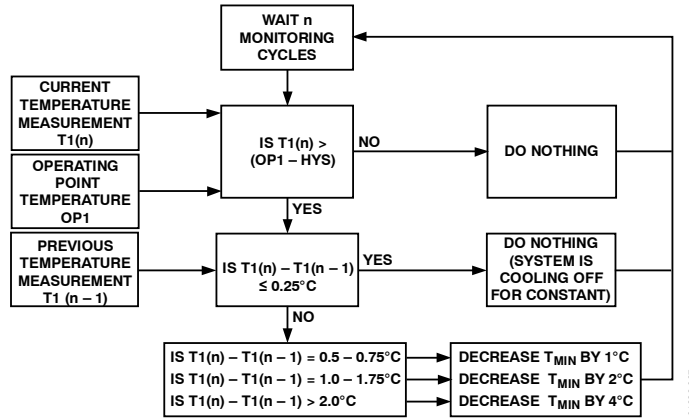 WAIT n
MONITORING
CYCLES
CURRENT
TEMPERATURE
MEASUREMENT
T1(n)
IS T1(n) >
(OP1 – HYS)
NO
DO NOTHING
OPERATING
POINT
TEMPERATURE
OP1
YES
PREVIOUS
TEMPERATURE
MEASUREMENT
T1 (n – 1)
IS T1(n) – T1(n – 1)
≤ 0.25°C
YES
DO NOTHING
(SYSTEM IS
COOLING OFF
FOR CONSTANT)
NO
IS T1(n) – T1(n – 1) = 0.5 – 0.75°C
DECREASE TMIN BY 1°C
IS T1(n) – T1(n – 1) = 1.0 – 1.75°C
DECREASE TMIN BY 2°C
IS T1(n) – T1(n – 1) > 2.0°C
DECREASE TMIN BY 4°C